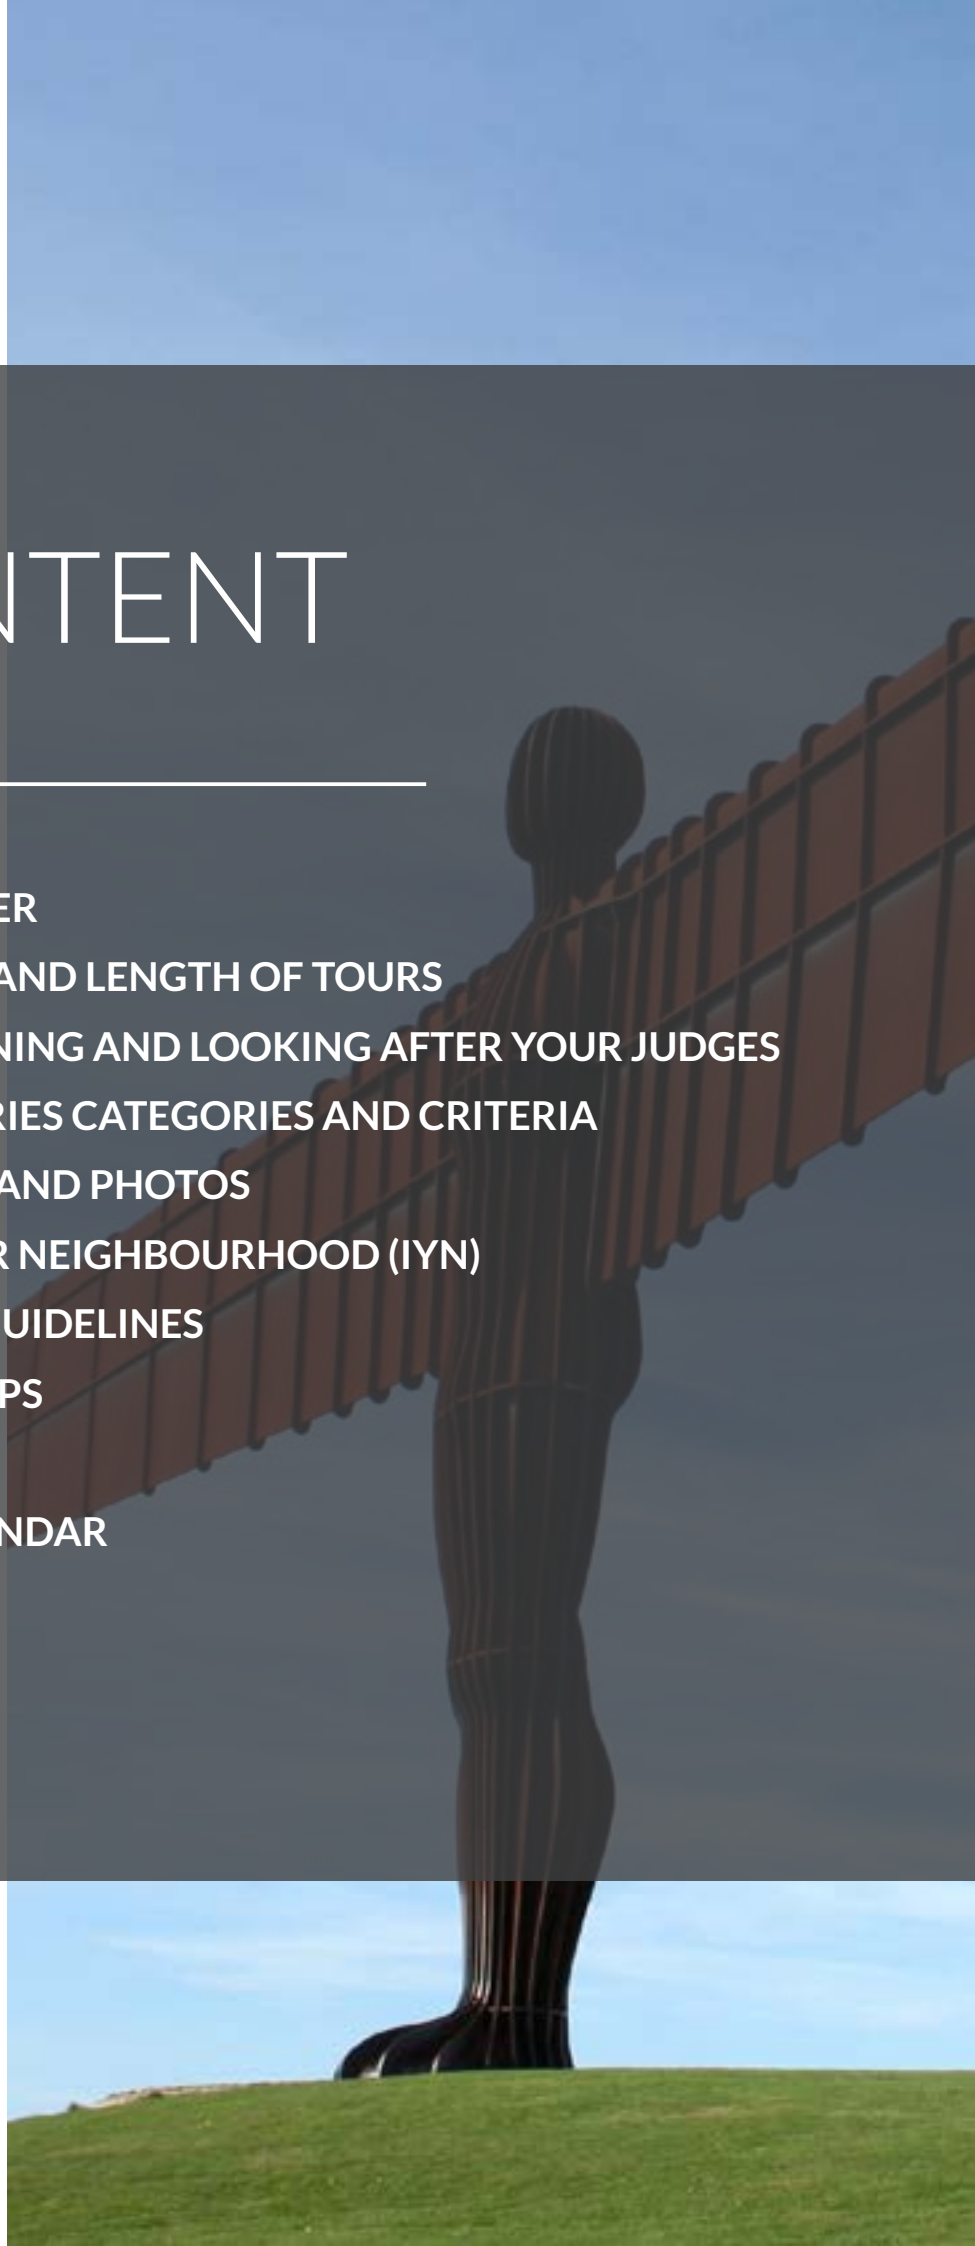 NTENT
ER
AND LENGTH OF TOURS
NING AND LOOKING AFTER YOUR JUDGES
RIES CATEGORIES AND CRITERIA
AND PHOTOS
R NEIGHBOURHOOD (IYN)
UIDELINES
PS
NDAR